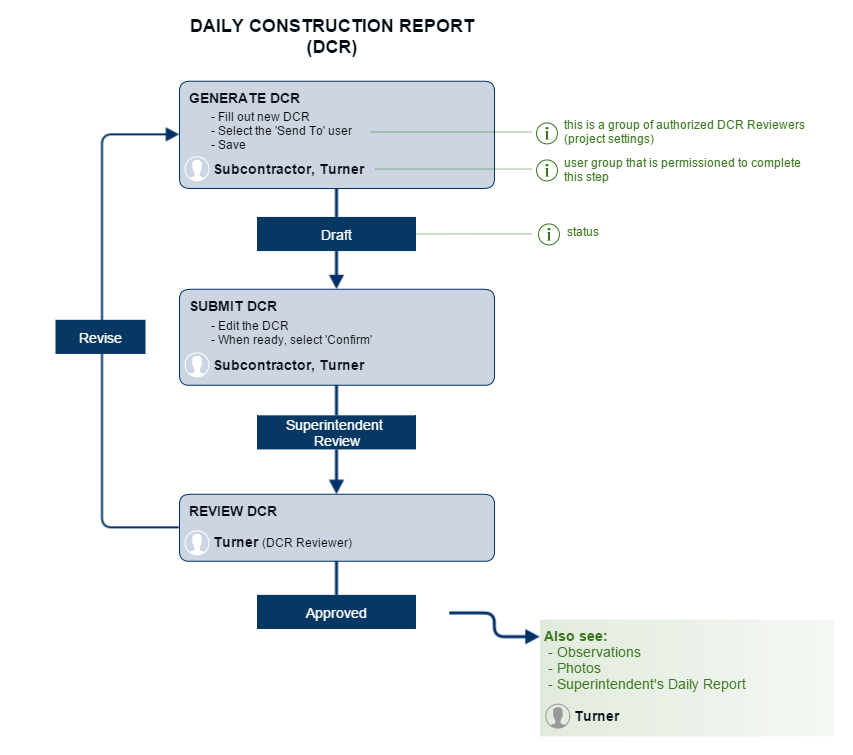 DAILY CONSTRUCTION REPORT
(DCR)
GENERATE DCR
- Fill out new DCR
- Select the 'Send To' user
- Save
Subcontractor, Turner
this is a group of authorized DCR Reviewers
(project settings)
user group that is permissioned to complete
this step
Draft
status
SUBMIT DCR
- Edit the DCR
- When ready, select 'Confirm'
Subcontractor, Turner
Revise
Superintendent
Review
REVIEW DCR
Turner (DCR Reviewer)
Approved
Also see:
- Observations
- Photos
- Superintendent's Daily Report
Turner